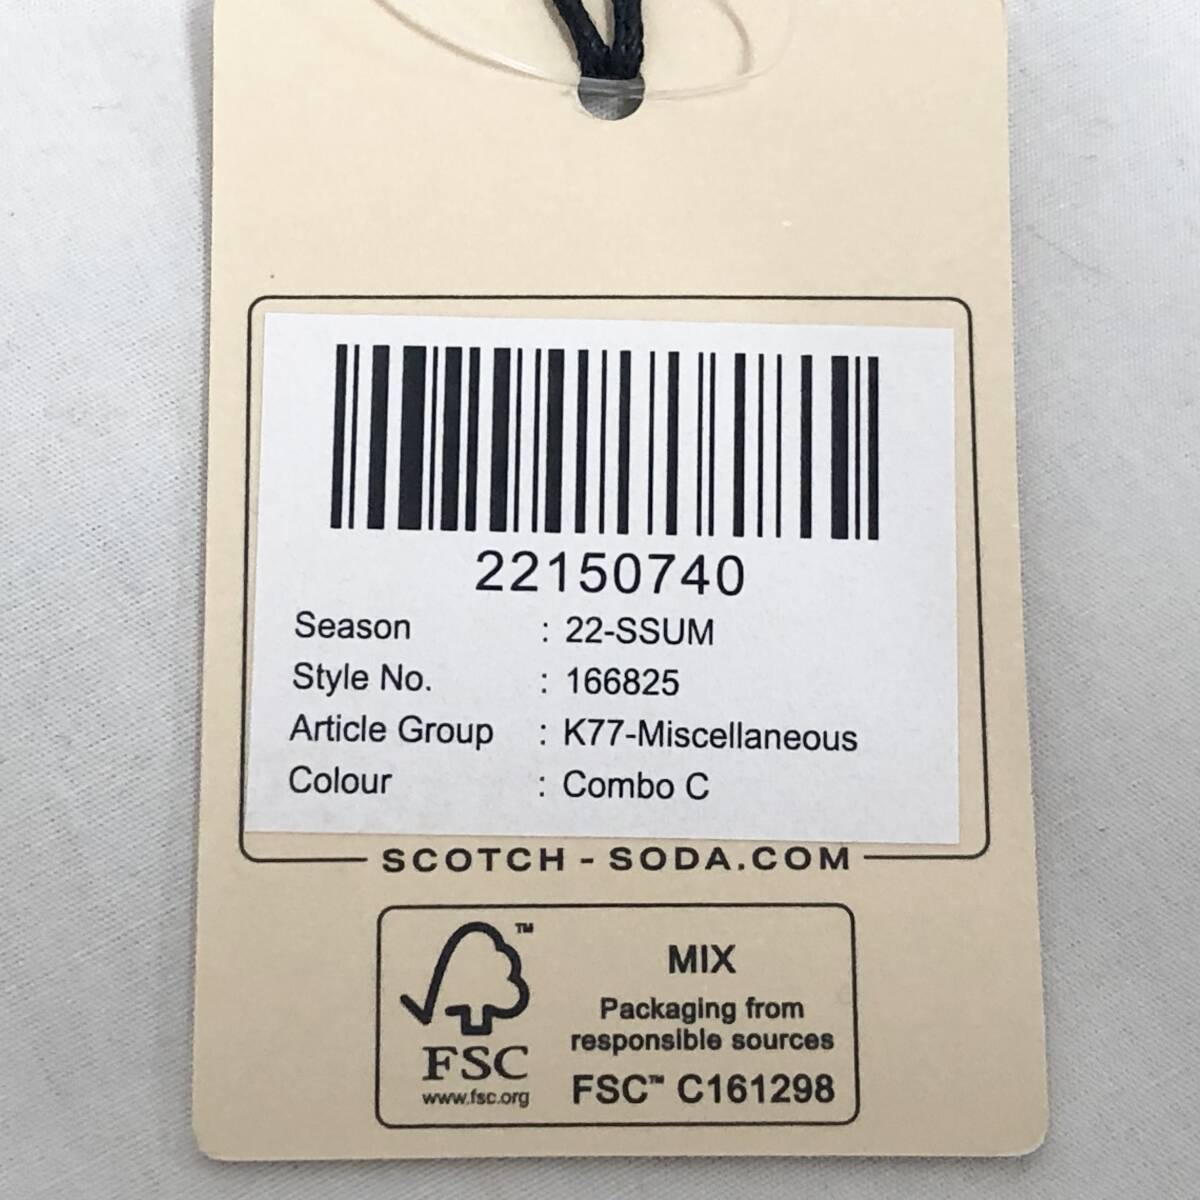 22150740
Season : 22-SSUM
Style No. : 166825
Article Group : K77-Miscellaneous
Colour : Combo C
SCOTCH - SODA.COM
TM
FSC
www.fsc.org
MIX
Packaging from
responsible sources
FSC™ C161298